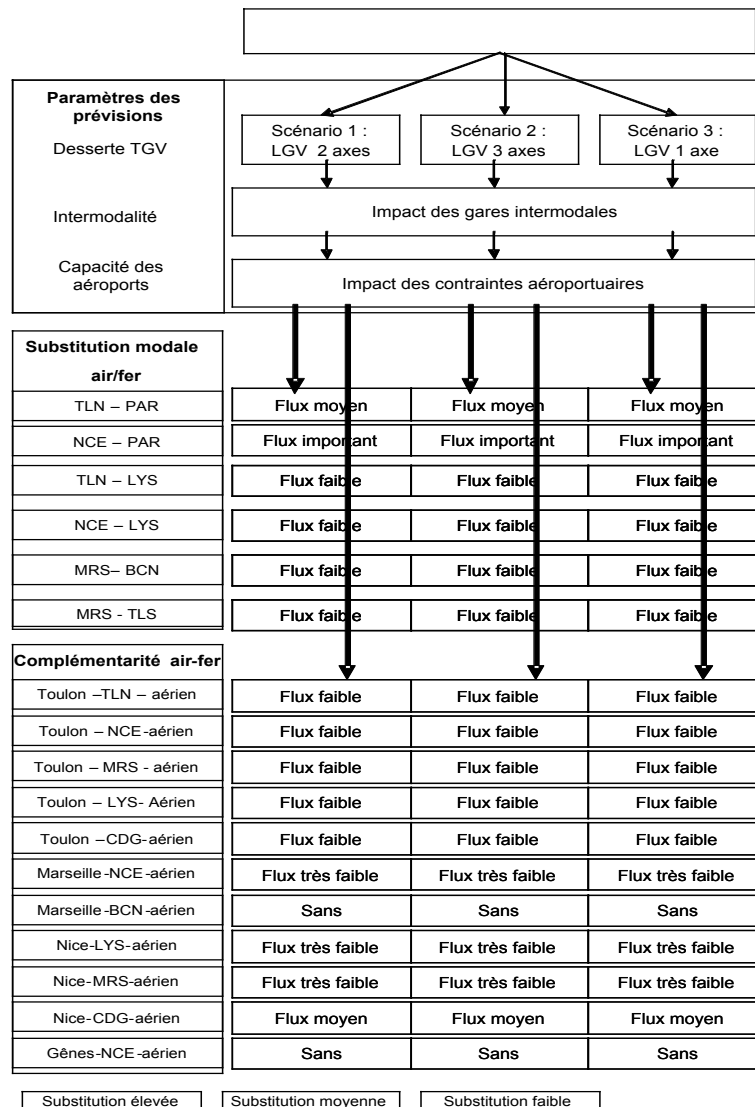 Paramètres des
prévisions
Desserte TGV
Scénario 1 :
LGV 2 axes
Scénario 2 :
LGV 3 axes
Scénario 3 :
LGV 1 axe
Intermodalité
Impact des gares intermodales
Capacité des
aéroports
Impact des contraintes aéroportuaires
Substitution modale
air/fer
TLN – PAR Flux moyen Flux moyen Flux moyen
NCE – PAR Flux important Flux important Flux important
TLN – LYS Flux faible Flux faible Flux faible
NCE – LYS Flux faible Flux faible Flux faible
MRS– BCN Flux faible Flux faible Flux faible
MRS - TLS Flux faible Flux faible Flux faible
Complémentarité air-fer
Toulon –TLN – aérien Flux faible Flux faible Flux faible
Toulon – NCE-aérien Flux faible Flux faible Flux faible
Toulon – MRS - aérien Flux faible Flux faible Flux faible
Toulon – LYS- Aérien Flux faible Flux faible Flux faible
Toulon –CDG-aérien Flux faible Flux faible Flux faible
Marseille-NCE-aérien Flux très faible Flux très faible Flux très faible
Marseille-BCN-aérien Sans Sans Sans
Nice-LYS-aérien Flux très faible Flux très faible Flux très faible
Nice-MRS-aérien Flux très faible Flux très faible Flux très faible
Nice-CDG-aérien Flux moyen Flux moyen Flux moyen
Gênes-NCE-aérien Sans Sans Sans
Substitution élevée Substitution moyenne Substitution faible